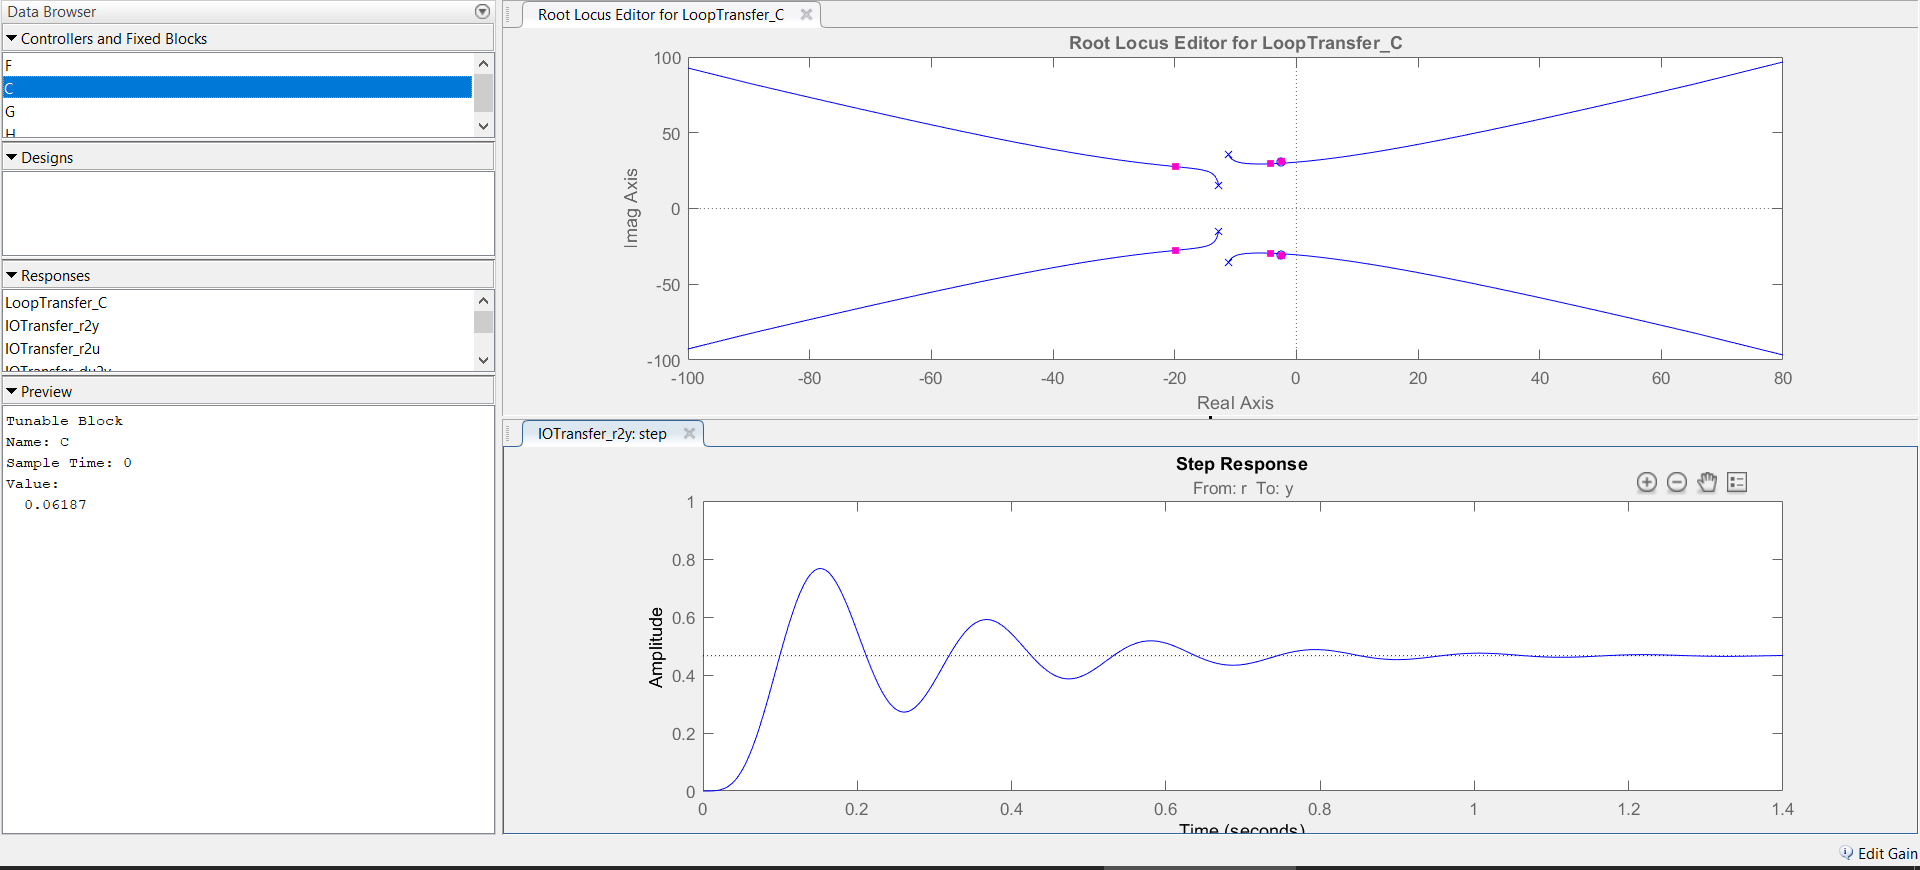 Data Browser
Controllers and Fixed Blocks
F
C
G
H
Designs
Responses
LoopTransfer_C
IOTransfer_r2y
IOTransfer_r2u
IOTransfer_du2y
Preview
Tunable Block
Name: C
Sample Time: 0
Value:
0.06187
Root Locus Editor for LoopTransfer_C
Root Locus Editor for LoopTransfer_C
100
50
0
-50
-100
Imag Axis
-100 -80 -60 -40 -20 0 20 40 60 80
Real Axis
IOTransfer_r2y: step
Step Response
From: r To: y
1
0.8
0.6
0.4
0.2
0
Amplitude
0 0.2 0.4 0.6 0.8 1 1.2 1.4
Time (seconds)
Edit Gain